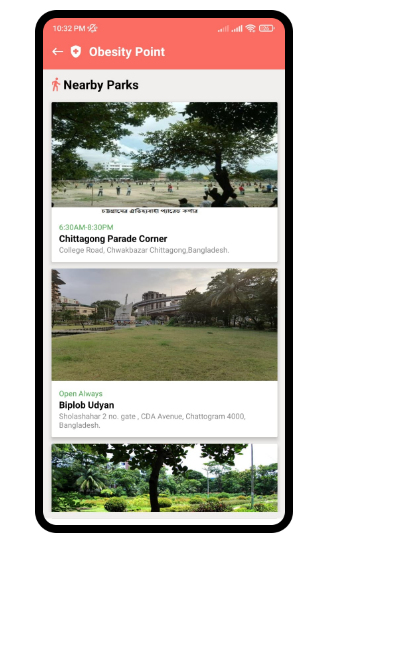 10:32 PM
Obesity Point
Nearby Parks
চট্টগ্রামের ঐতিহ্যবাহী প্যারেড কর্ণার
6:30AM-8:30PM
Chittagong Parade Corner
College Road, Chwakbazar Chittagong,Bangladesh.
Open Always
Biplob Udyan
Sholashahar 2 no. gate , CDA Avenue, Chattogram 4000,
Bangladesh.